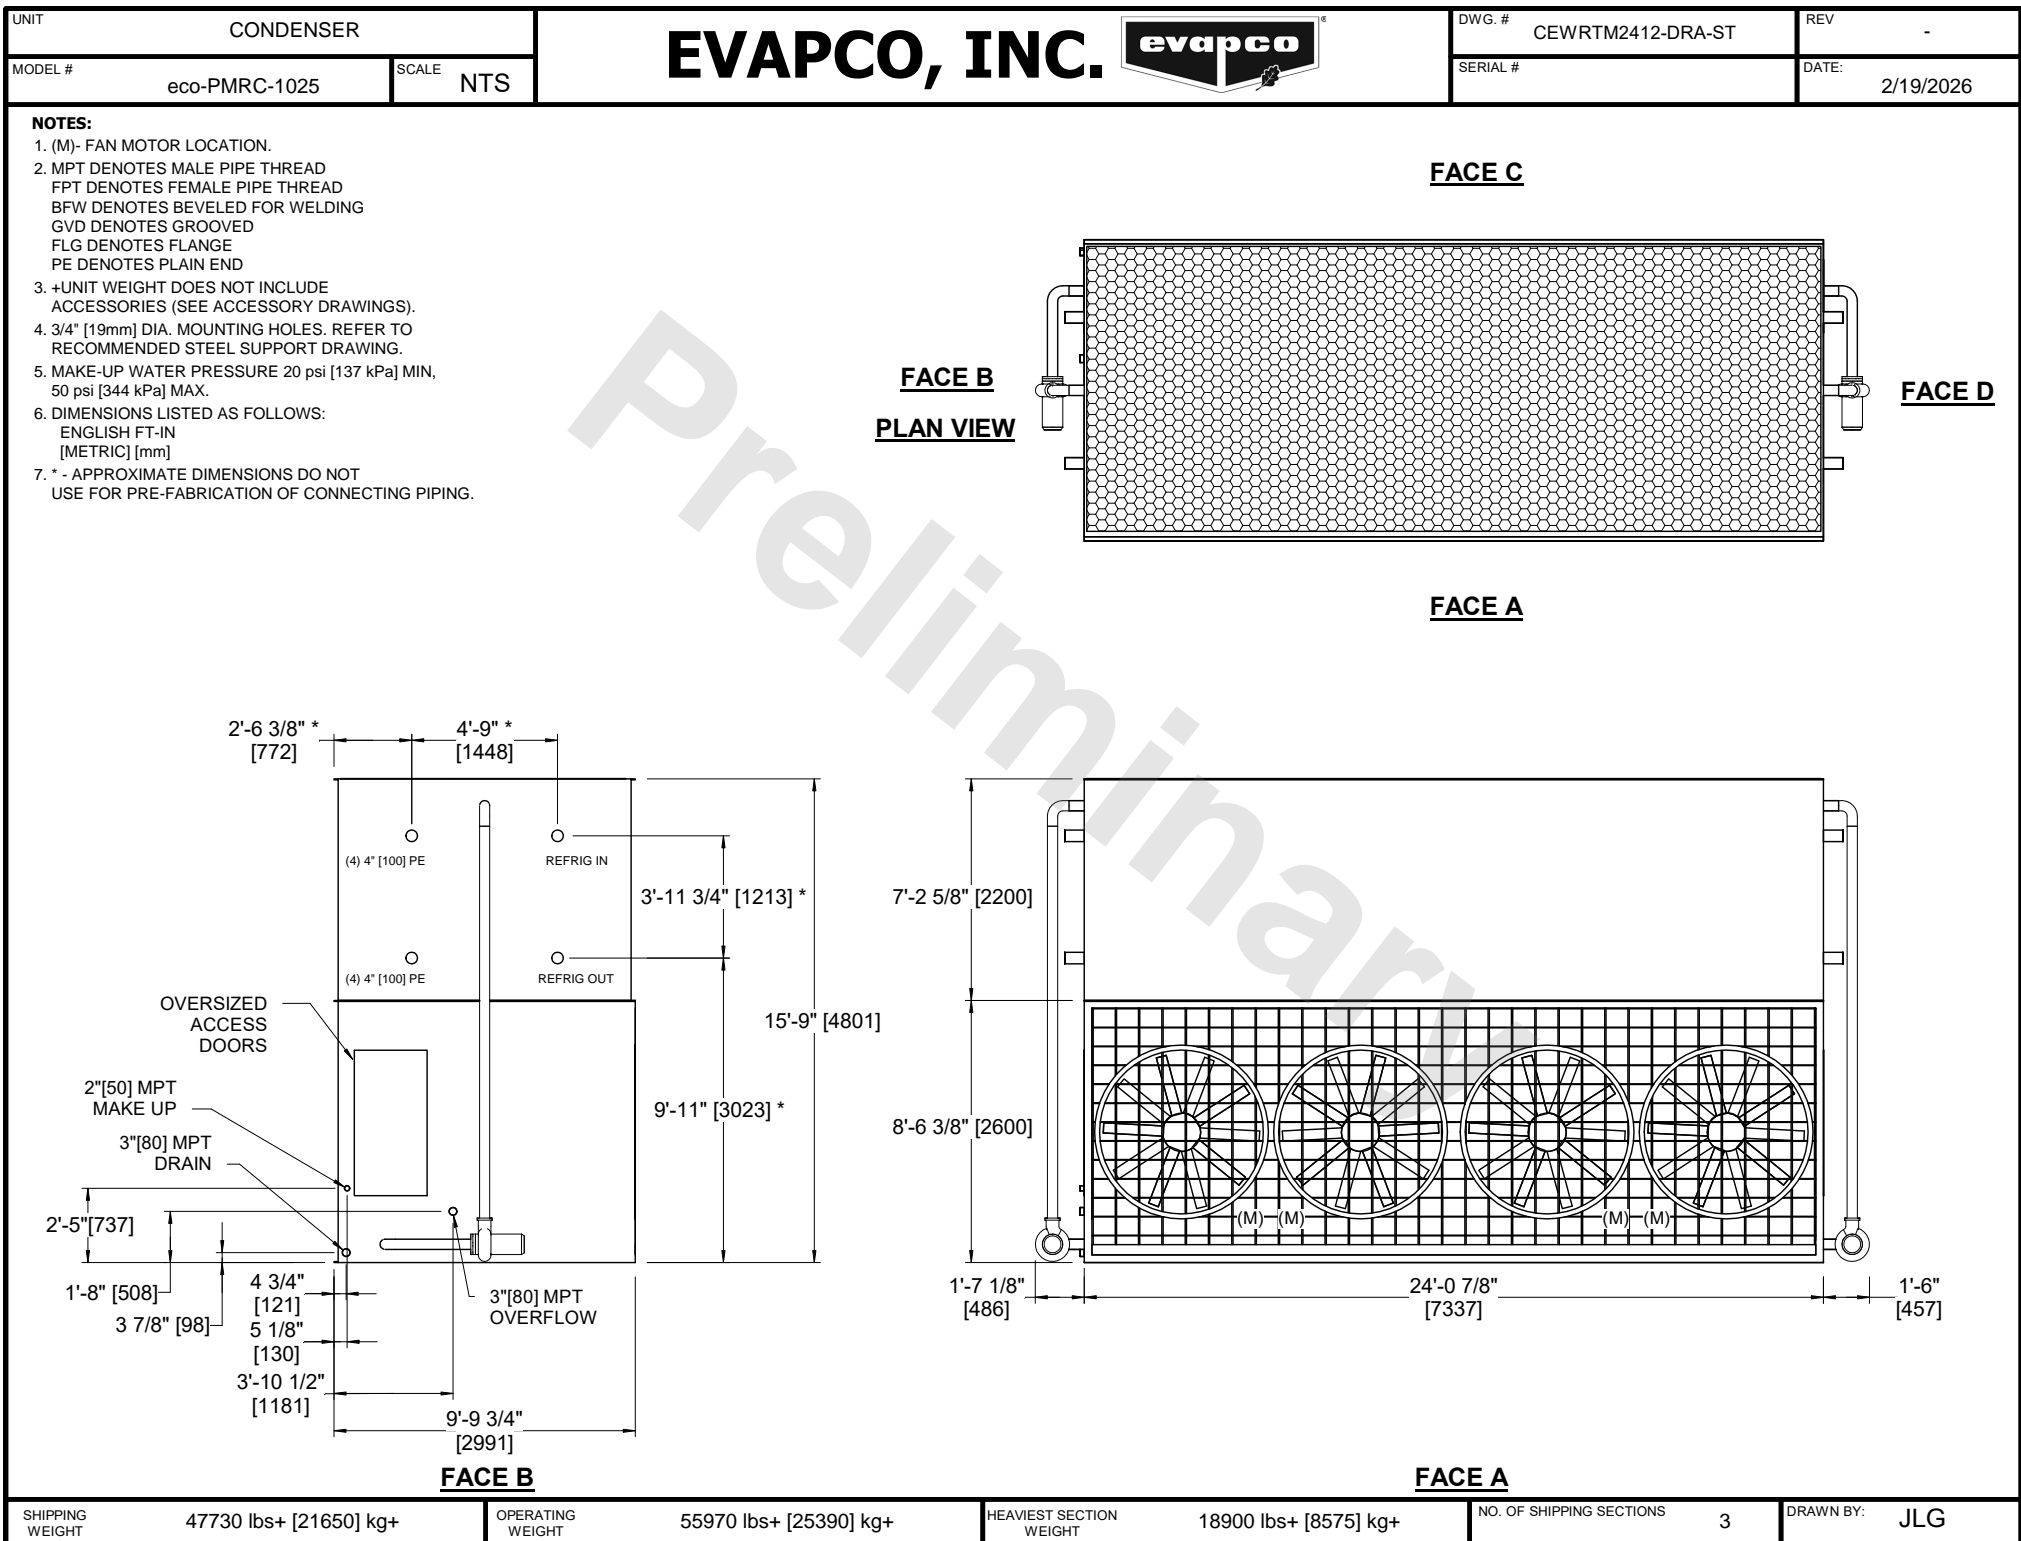 UNIT
CONDENSER
MODEL #
eco-PMRC-1025
SCALE
NTS
EVAPCO, INC.
evapco
®
DWG. #
CEWRTM2412-DRA-ST
REV
-
SERIAL #
DATE:
2/19/2026
NOTES:
1. (M)- FAN MOTOR LOCATION.
2. MPT DENOTES MALE PIPE THREAD
FPT DENOTES FEMALE PIPE THREAD
BFW DENOTES BEVELED FOR WELDING
GVD DENOTES GROOVED
FLG DENOTES FLANGE
PE DENOTES PLAIN END
3. +UNIT WEIGHT DOES NOT INCLUDE
ACCESSORIES (SEE ACCESSORY DRAWINGS).
4. 3/4" [19mm] DIA. MOUNTING HOLES. REFER TO
RECOMMENDED STEEL SUPPORT DRAWING.
5. MAKE-UP WATER PRESSURE 20 psi [137 kPa] MIN,
50 psi [344 kPa] MAX.
6. DIMENSIONS LISTED AS FOLLOWS:
ENGLISH FT-IN
[METRIC] [mm]
7. * - APPROXIMATE DIMENSIONS DO NOT
USE FOR PRE-FABRICATION OF CONNECTING PIPING.
Preliminary
FACE C
FACE B
PLAN VIEW
FACE D
FACE A
2'-6 3/8" *
[772]
4'-9" *
[1448]
(4) 4" [100] PE
REFRIG IN
3'-11 3/4" [1213] *
(4) 4" [100] PE
REFRIG OUT
OVERSIZED
ACCESS
DOORS
15'-9" [4801]
2"[50] MPT
MAKE UP
9'-11" [3023] *
3"[80] MPT
DRAIN
2'-5"[737]
1'-8" [508]
3 7/8" [98]
4 3/4"
[121]
5 1/8"
[130]
3"[80] MPT
OVERFLOW
3'-10 1/2"
[1181]
9'-9 3/4"
[2991]
FACE B
7'-2 5/8" [2200]
8'-6 3/8" [2600]
(M) (M) (M) (M)
1'-7 1/8"
[486]
24'-0 7/8"
[7337]
1'-6"
[457]
FACE A
SHIPPING
WEIGHT
47730 lbs+ [21650] kg+
OPERATING
WEIGHT
55970 lbs+ [25390] kg+
HEAVIEST SECTION
WEIGHT
18900 lbs+ [8575] kg+
NO. OF SHIPPING SECTIONS
3
DRAWN BY:
JLG